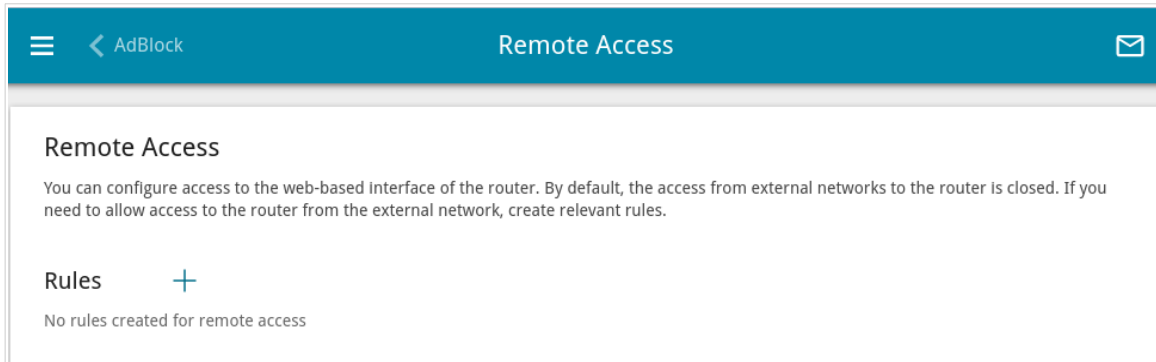 AdBlock
Remote Access
Remote Access
You can configure access to the web-based interface of the router. By default, the access from external networks to the router is closed. If you
need to allow access to the router from the external network, create relevant rules.
Rules
No rules created for remote access